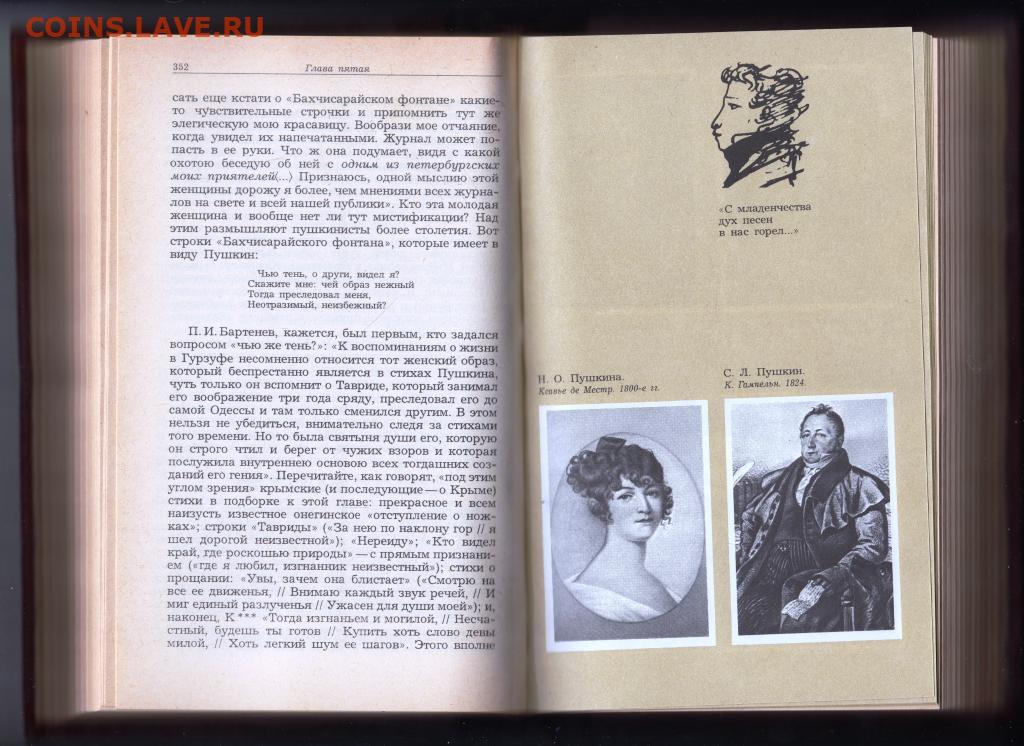 COINS.LAVE.RU
352
Глава пятая
сать еще кстати о «Бахчисарайском фонтане» какие-
то чувствительные строчки и припомнить тут же
элегическую мою красавицу. Вообрази мое отчаяние,
когда увидел их напечатанными. Журнал может по-
пасть в ее руки. Что ж она подумает, видя с какой
охотою беседую об ней с одним из петербургских
моих приятелей⟨...⟩ Признаюсь, одной мыслию этой
женщины дорожу я более, чем мнениями всех журна-
лов на свете и всей нашей публики». Кто эта молодая
женщина и вообще нет ли тут мистификации? Над
этим размышляют пушкинисты более столетия. Вот
строки «Бахчисарайского фонтана», которые имеет в
виду Пушкин:
Чью тень, о други, видел я?
Скажите мне: чей образ нежный
Тогда преследовал меня,
Неотразимый, неизбежный?
П. И. Бартенев, кажется, был первым, кто задался
вопросом «чью же тень?»: «К воспоминаниям о жизни
в Гурзуфе несомненно относится тот женский образ,
который беспрестанно является в стихах Пушкина,
чуть только он вспомнит о Тавриде, который занимал
его воображение три года сряду, преследовал его до
самой Одессы и там только сменился другим. В этом
нельзя не убедиться, внимательно следя за стихами
того времени. Но то была святыня души его, которую
он строго чтил и берег от чужих взоров и которая
послужила внутреннею основою всех тогдашних соз-
даний его гения». Перечитайте, как говорят, «под этим
углом зрения» крымские (и последующие — о Крыме)
стихи в подборке к этой главе: прекрасное и всем
наизусть известное онегинское «отступление о нож-
ках»; строки «Тавриды» («За нею по наклону гор // я
шел дорогой неизвестной»); «Нереиду»; «Кто видел
край, где роскошью природы» — с прямым признани-
ем («где я любил, изгнанник неизвестный»); стихи о
прощании: «Увы, зачем она блистает» («Смотрю на
все ее движенья, // Внимаю каждый звук речей, // И
миг единый разлученья // Ужасен для души моей»); и,
наконец, К *** «Тогда изгнаньем и могилой, // Несча-
стный, будешь ты готов // Купить хоть слово девы
милой, // Хоть легкий шум ее шагов». Этого вполне
«С младенчества
дух песен
в нас горел...»
Н. О. Пушкина.
Ксавье де Местр. 1800-е гг.
С. Л. Пушкин.
К. Гампельн. 1824.